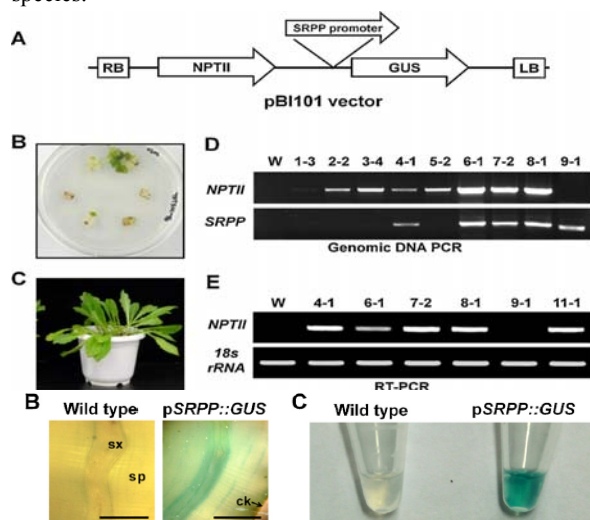 species.
A
SRPP promoter
RB NPTII GUS LB
pBI101 vector
B
D
W 1-3 2-2 3-4 4-1 5-2 6-1 7-2 8-1 9-1
NPTII
SRPP
Genomic DNA PCR
C
E
W 4-1 6-1 7-2 8-1 9-1 11-1
NPTII
18s
rRNA
RT-PCR
B Wild type pSRPP::GUS
sx
sp
ck
C Wild type pSRPP::GUS